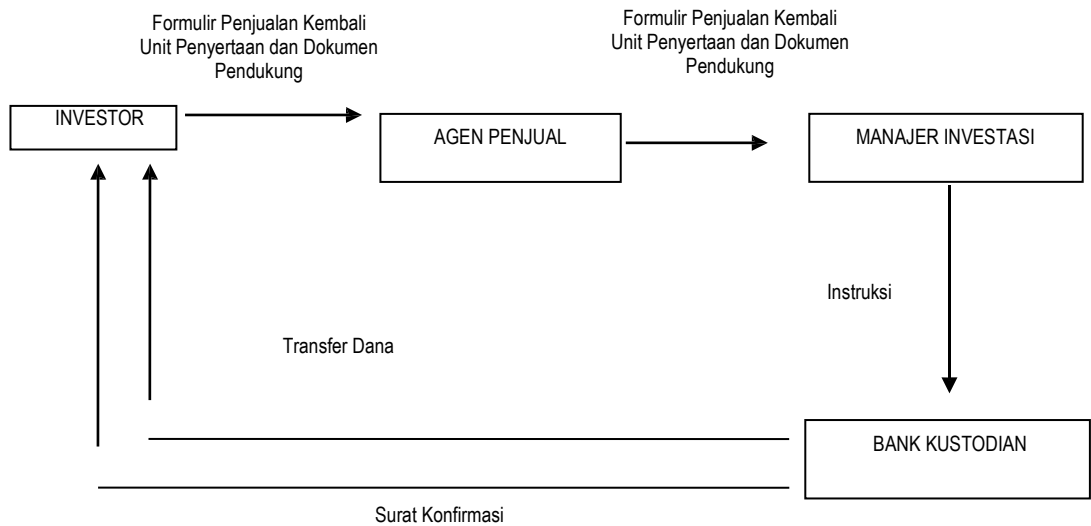 Formulir Penjualan Kembali
Unit Penyertaan dan Dokumen
Pendukung
Formulir Penjualan Kembali
Unit Penyertaan dan Dokumen
Pendukung
INVESTOR
AGEN PENJUAL
MANAJER INVESTASI
Instruksi
Transfer Dana
BANK KUSTODIAN
Surat Konfirmasi